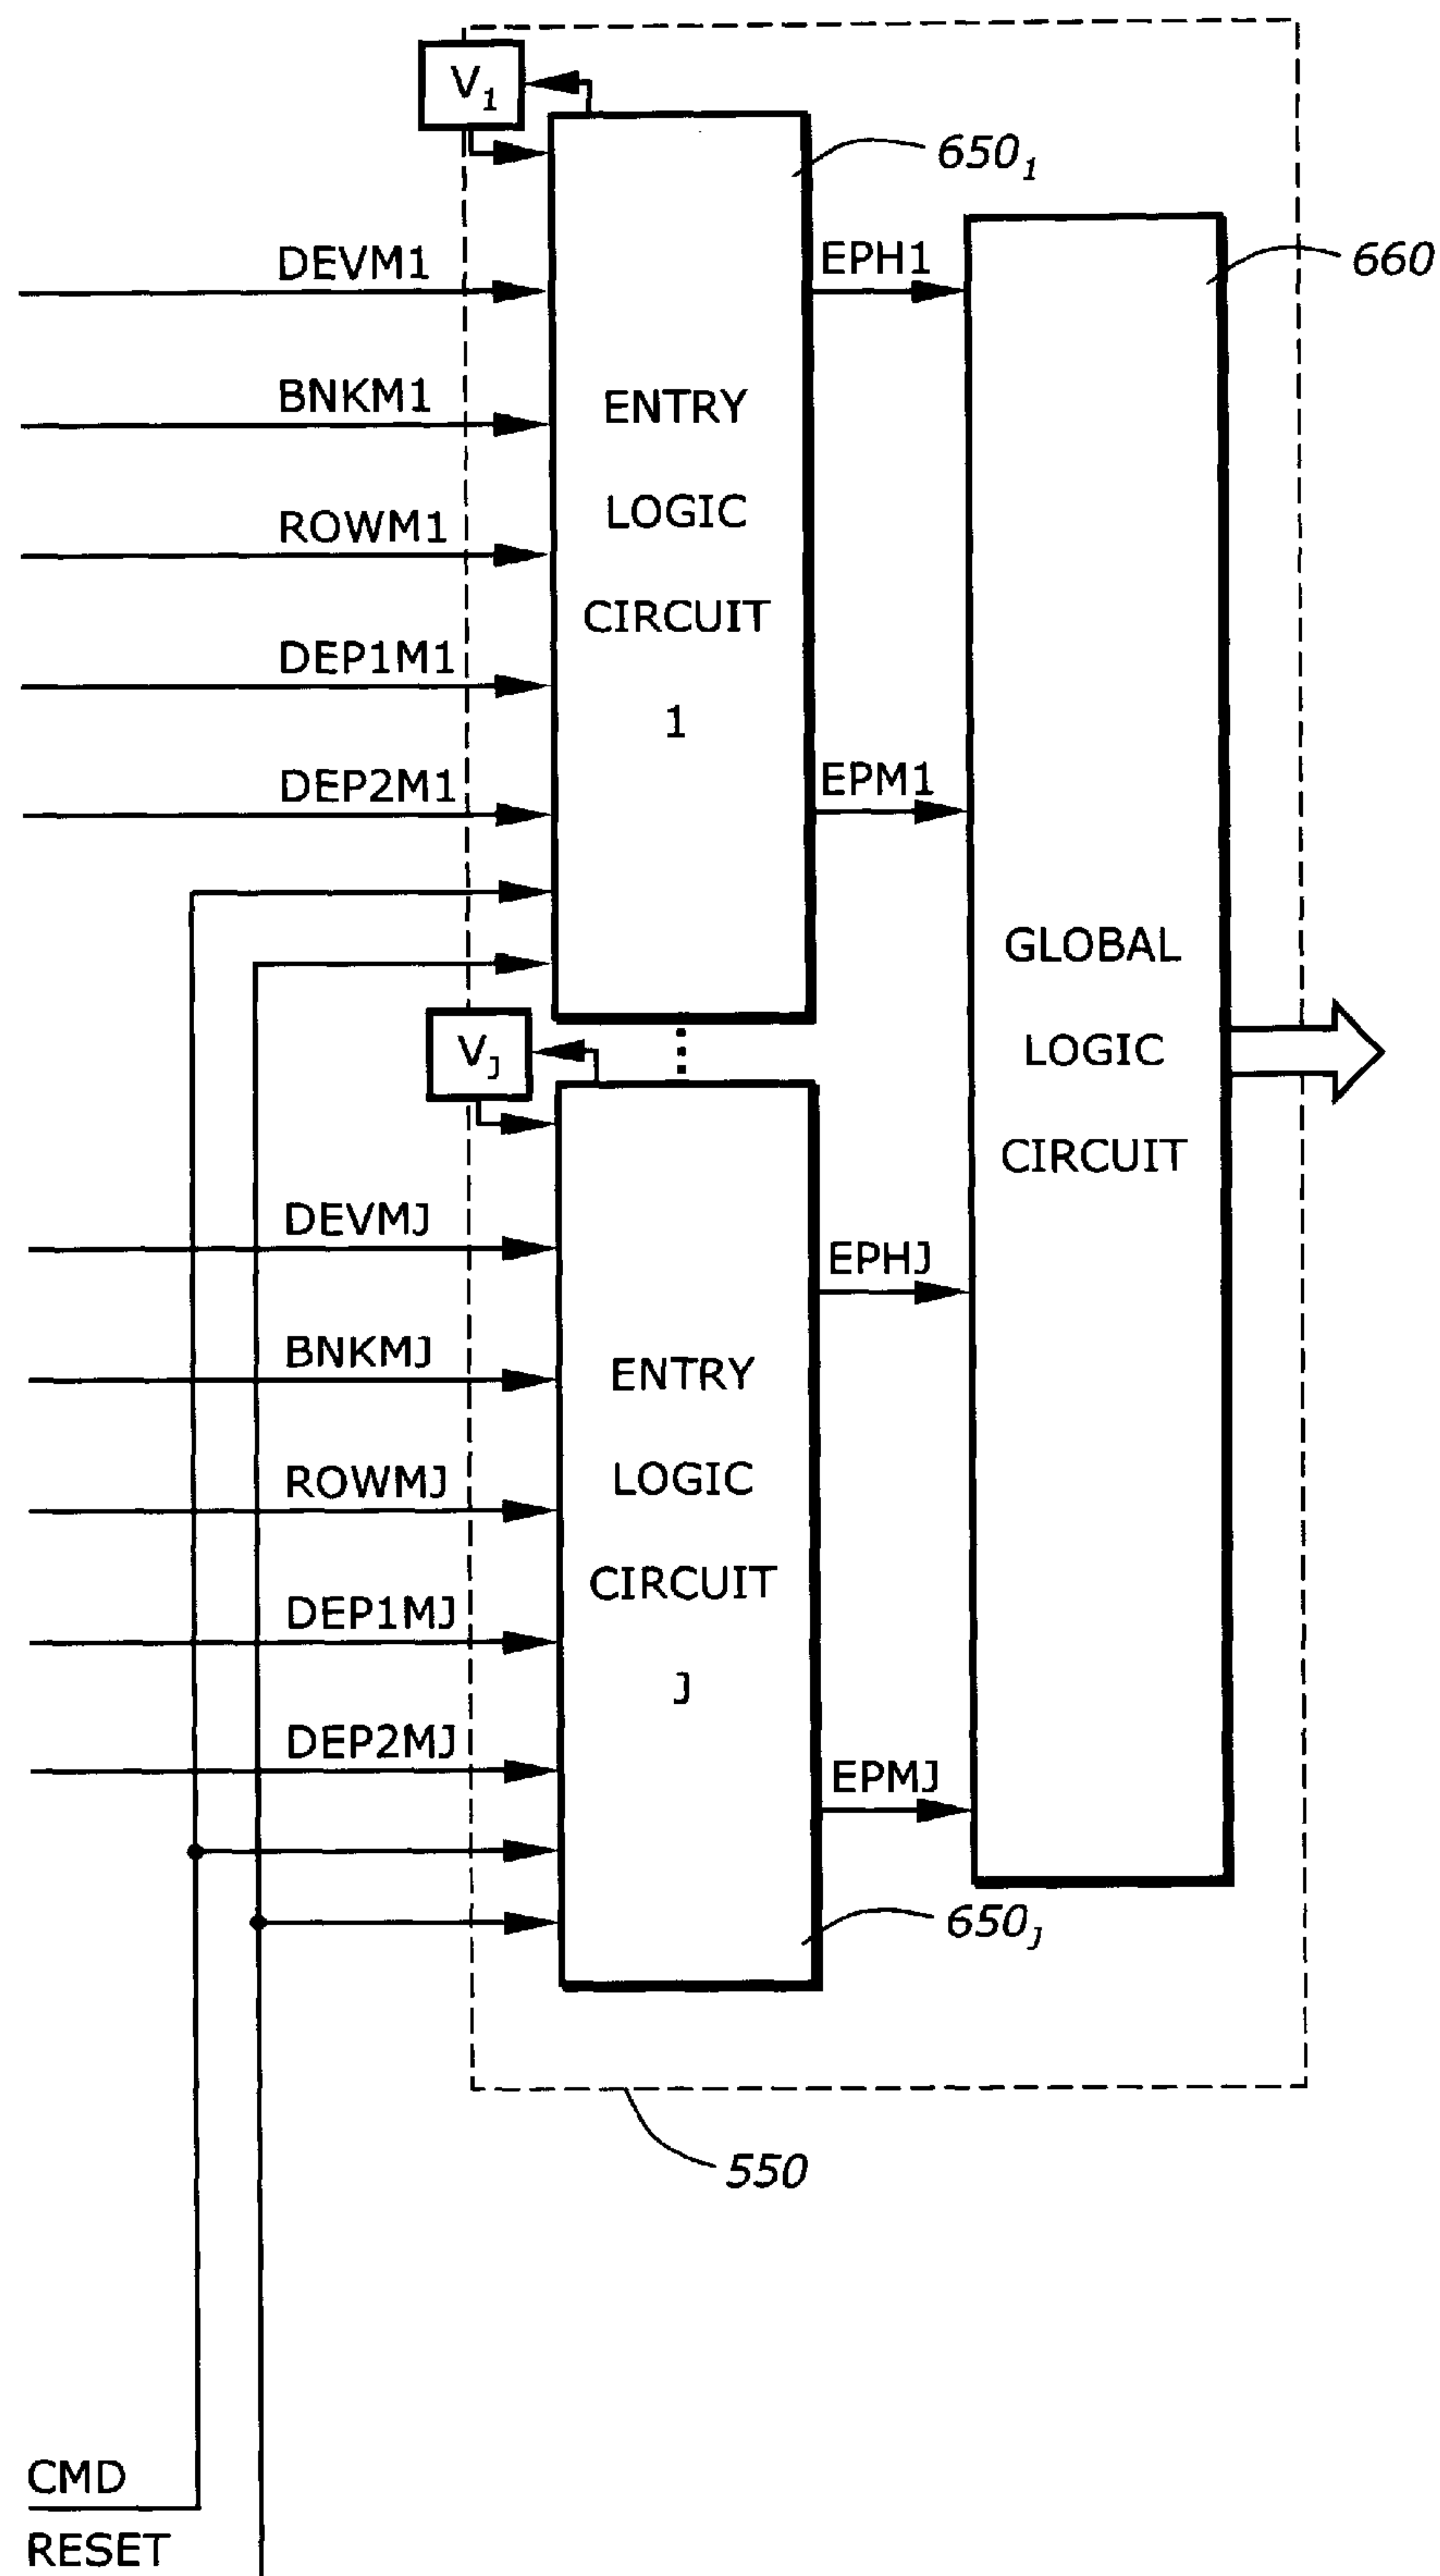 V1
6501
DEVM1
EPH1
660
BNKM1
ENTRY
LOGIC
CIRCUIT
1
ROWM1
DEP1M1
DEP2M1
EPM1
GLOBAL
LOGIC
CIRCUIT
VJ
DEVMJ
EPHJ
BNKMJ
ENTRY
LOGIC
CIRCUIT
J
ROWMJ
DEP1MJ
DEP2MJ
EPMJ
650J
550
CMD
RESET